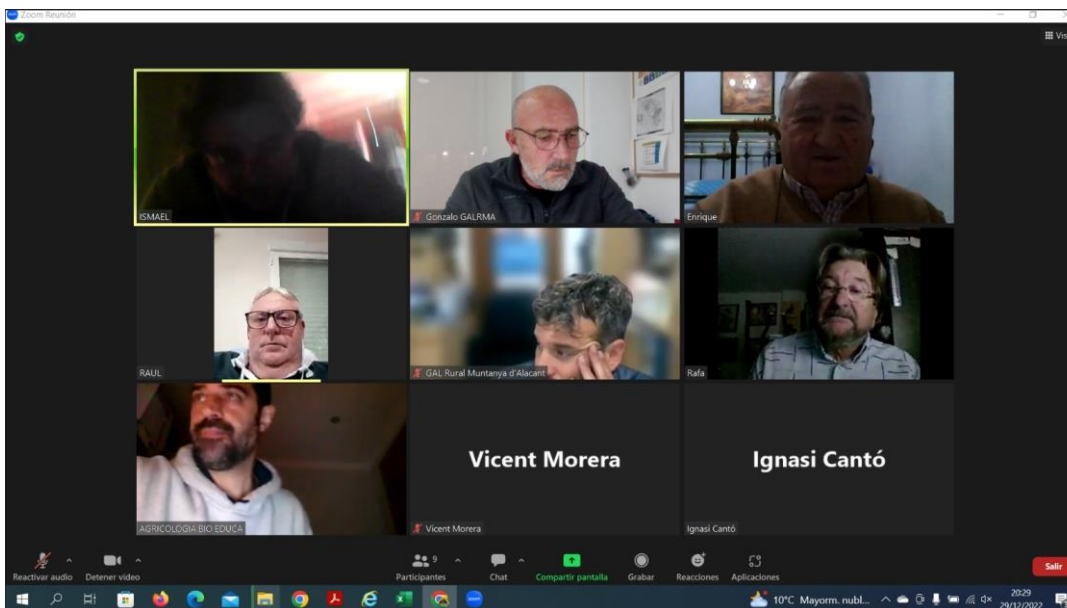 Zoom Reunión
Vis
ISMAEL
Gonzalo GALRMA
Enrique
RAUL
GAL Rural Muntanya d'Alacant
Rafa
AGRICOLOGIA BIO EDUCA
Vicent Morera
Vicent Morera
Ignasi Cantó
Ignasi Cantó
Reactivar audio
Detener video
9
Participantes
Chat
Compartir pantalla
Grabar
Reacciones
Aplicaciones
Salir
10°C Mayorm. nubl...
20:29
29/12/2022